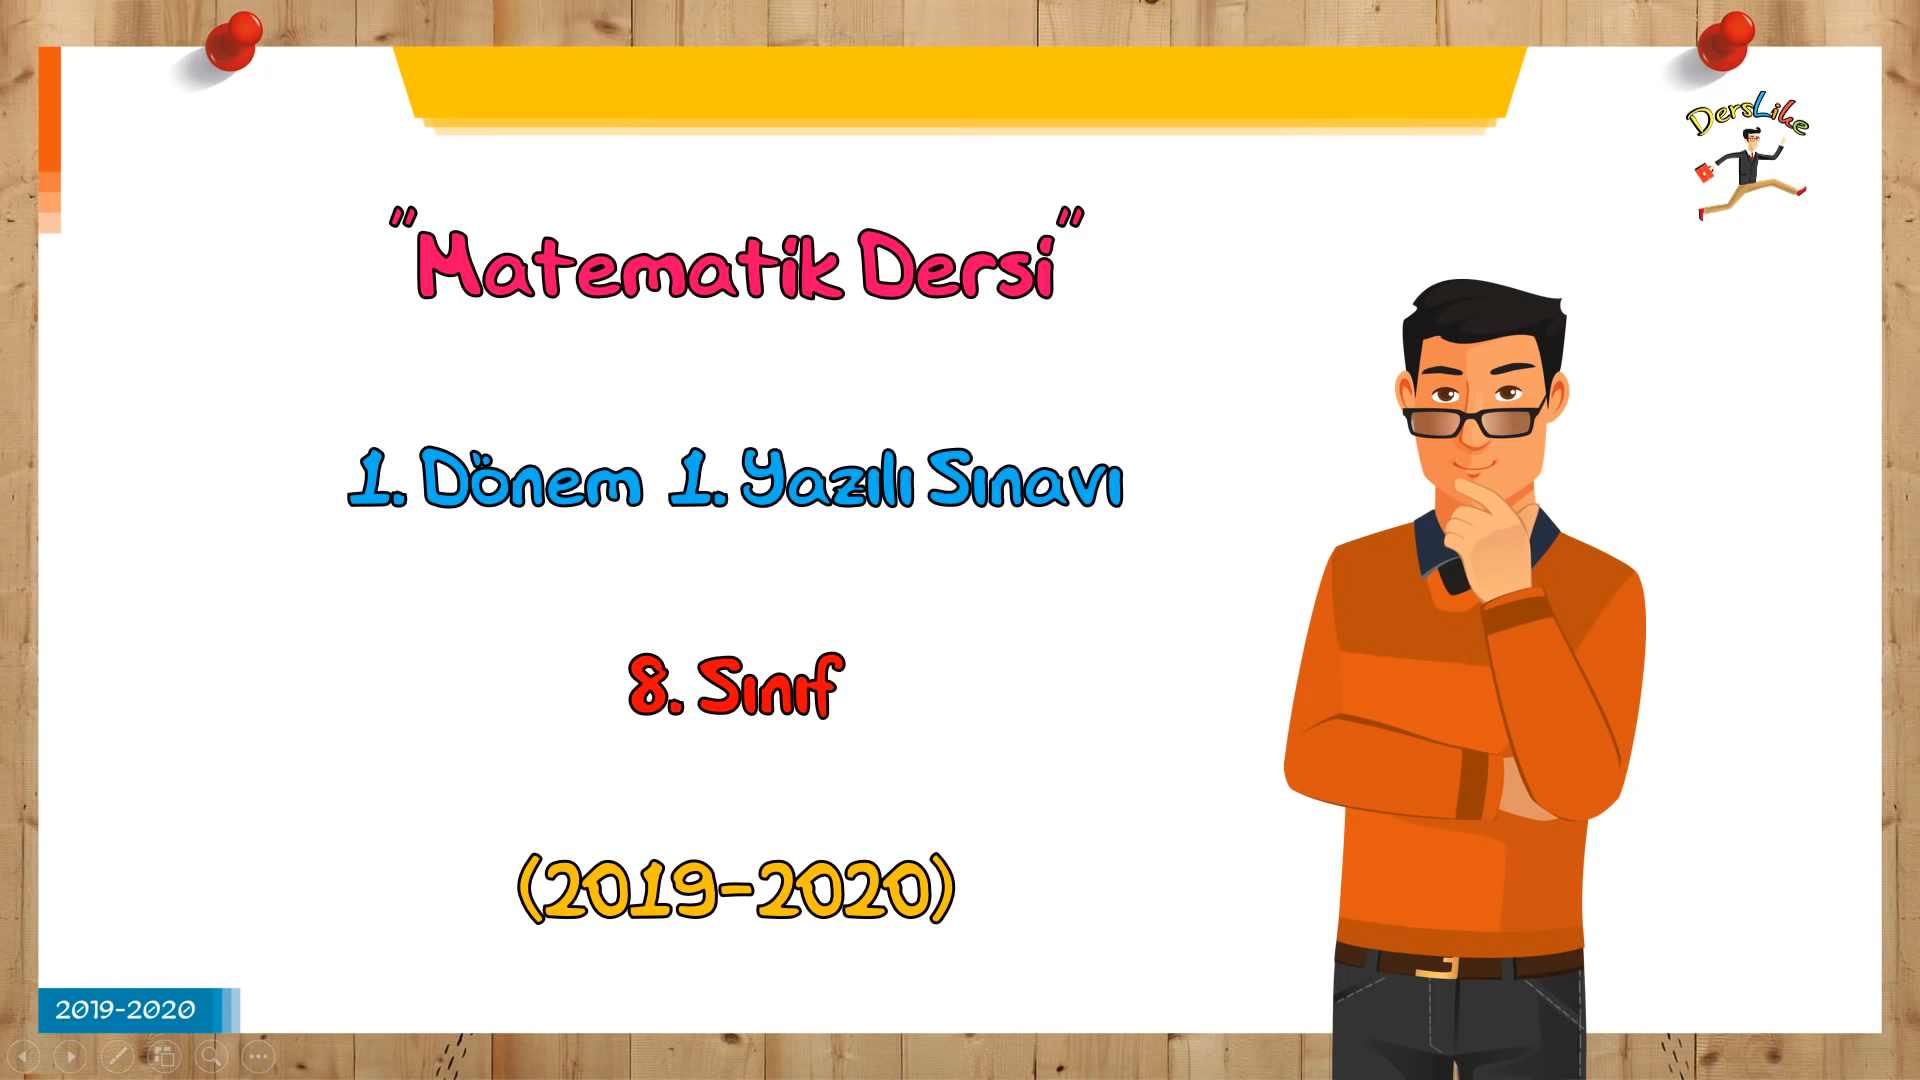 DersLike
"Matematik Dersi"
1. Dönem 1. Yazılı Sınavı
8. Sınıf
(2019-2020)
2019-2020